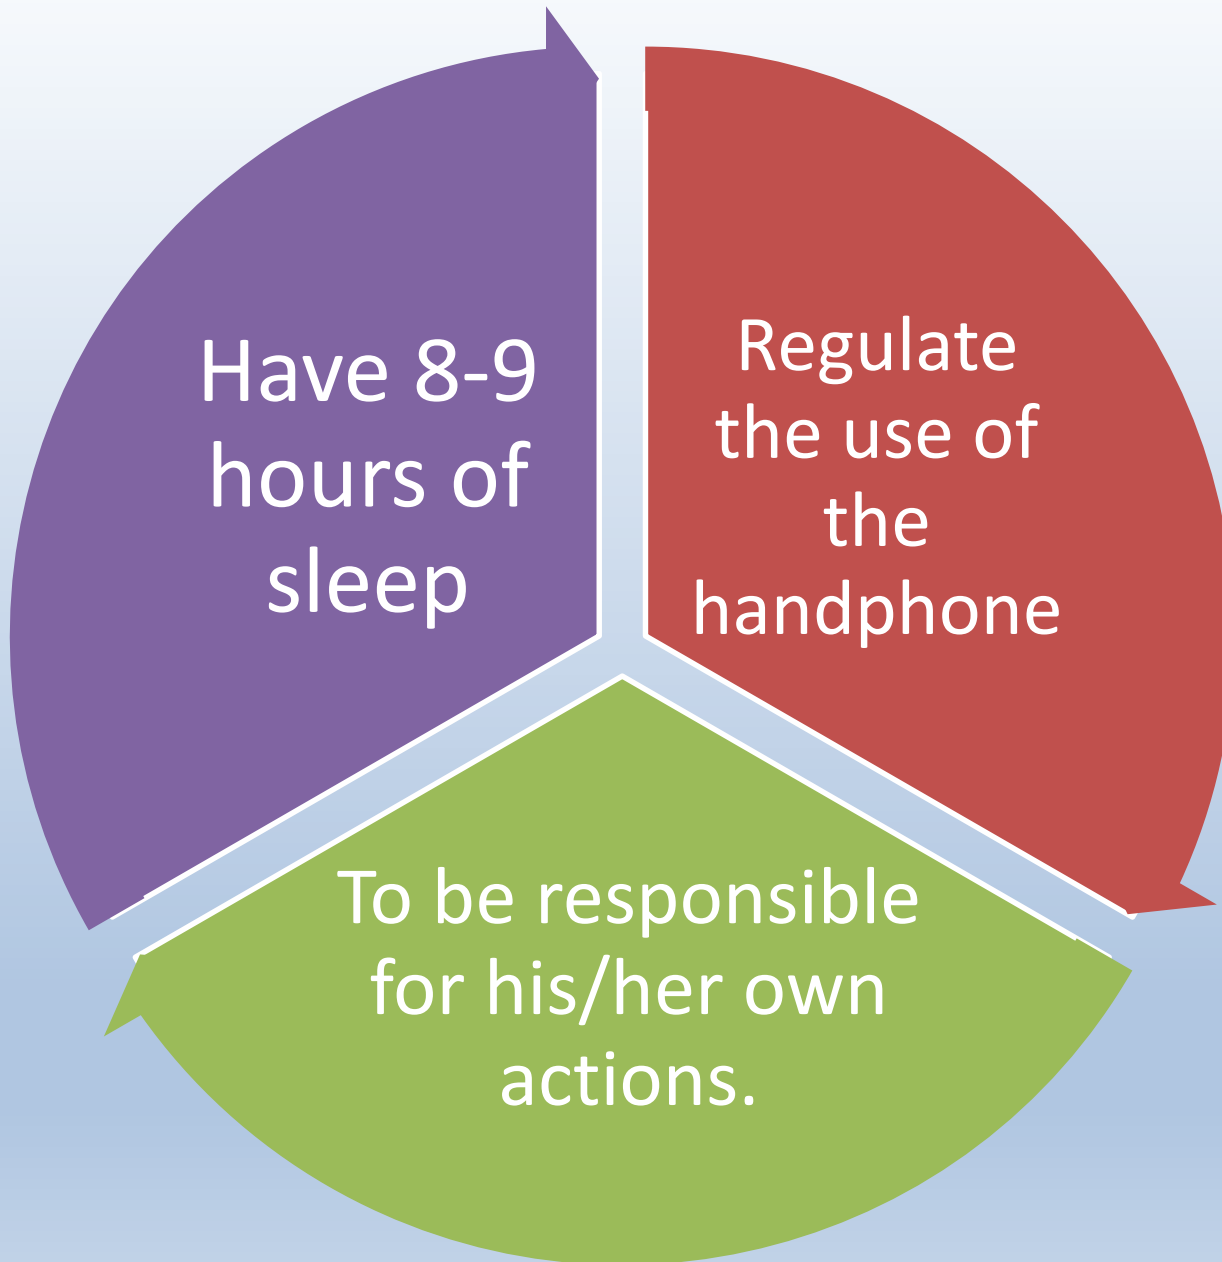 Have 8-9
hours of
sleep
Regulate
the use of
the
handphone
To be responsible
for his/her own
actions.